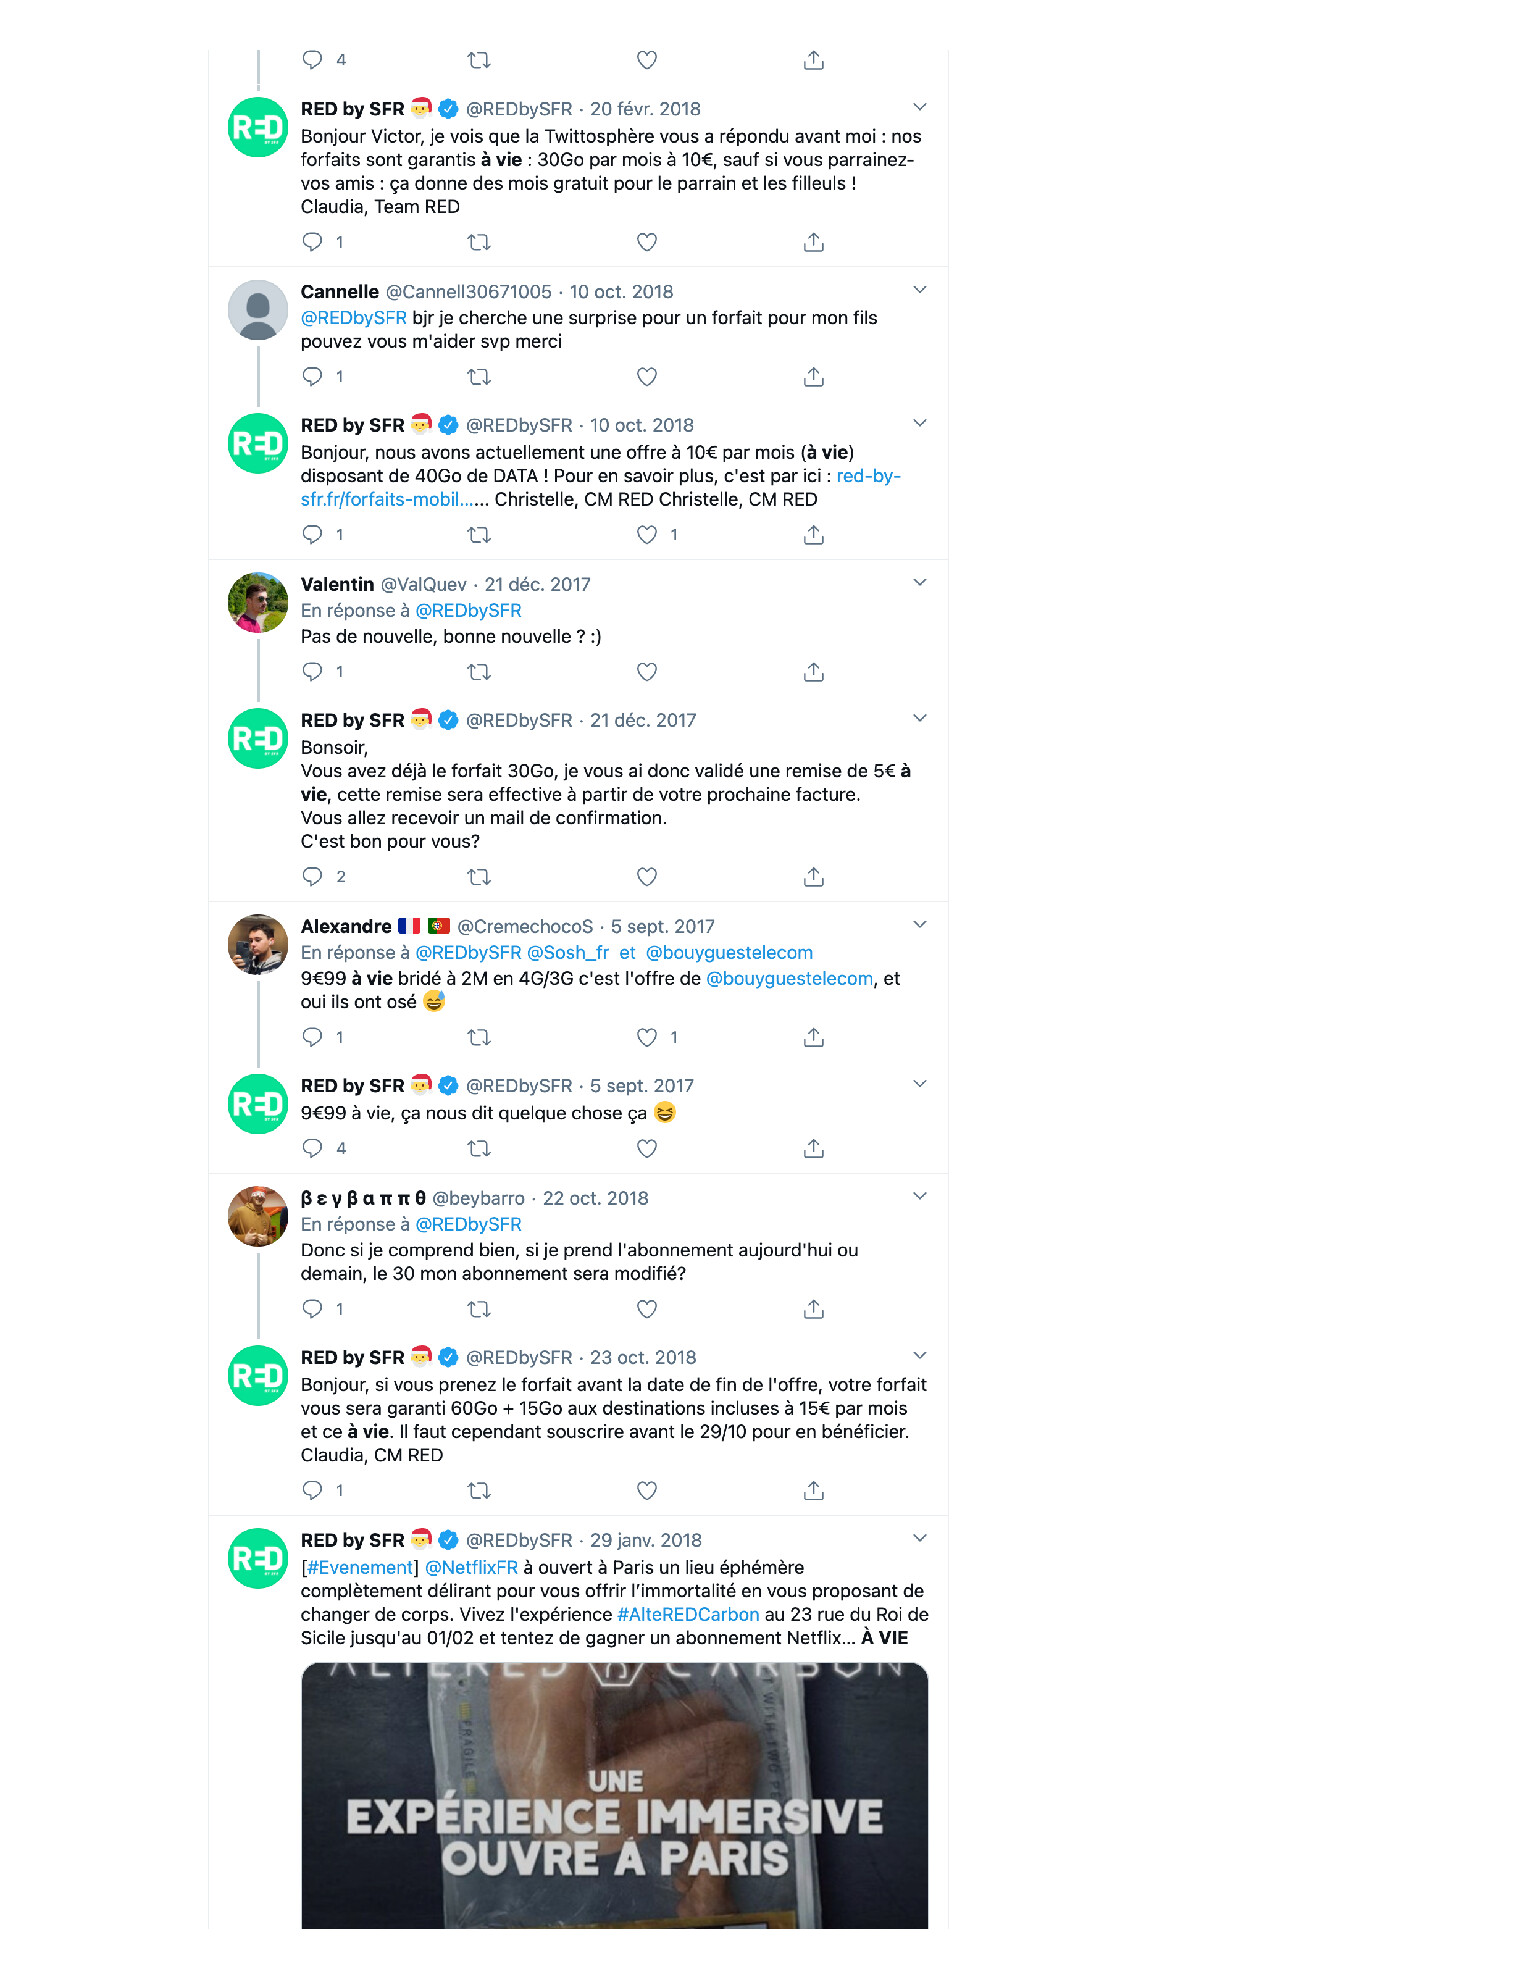 4
RED by SFR @REDbySFR · 20 févr. 2018
Bonjour Victor, je vois que la Twittosphère vous a répondu avant moi : nos
forfaits sont garantis à vie : 30Go par mois à 10€, sauf si vous parrainez-
vos amis : ça donne des mois gratuit pour le parrain et les filleuls !
Claudia, Team RED
1
Cannelle @Cannell30671005 · 10 oct. 2018
@REDbySFR bjr je cherche une surprise pour un forfait pour mon fils
pouvez vous m'aider svp merci
1
RED by SFR @REDbySFR · 10 oct. 2018
Bonjour, nous avons actuellement une offre à 10€ par mois (à vie)
disposant de 40Go de DATA ! Pour en savoir plus, c'est par ici : red-by-
sfr.fr/forfaits-mobil...... Christelle, CM RED Christelle, CM RED
1 1
Valentin @ValQuev · 21 déc. 2017
En réponse à @REDbySFR
Pas de nouvelle, bonne nouvelle ? :)
1
RED by SFR @REDbySFR · 21 déc. 2017
Bonsoir,
Vous avez déjà le forfait 30Go, je vous ai donc validé une remise de 5€ à
vie, cette remise sera effective à partir de votre prochaine facture.
Vous allez recevoir un mail de confirmation.
C'est bon pour vous?
2
Alexandre 🇫🇷 🇵🇹 @CremechocoS · 5 sept. 2017
En réponse à @REDbySFR @Sosh_fr et @bouyguestelecom
9€99 à vie bridé à 2M en 4G/3G c'est l'offre de @bouyguestelecom, et
oui ils ont osé 😅
1 1
RED by SFR @REDbySFR · 5 sept. 2017
9€99 à vie, ça nous dit quelque chose ça 😆
4
β ε γ β α π π θ @beybarro · 22 oct. 2018
En réponse à @REDbySFR
Donc si je comprend bien, si je prend l'abonnement aujourd'hui ou
demain, le 30 mon abonnement sera modifié?
1
RED by SFR @REDbySFR · 23 oct. 2018
Bonjour, si vous prenez le forfait avant la date de fin de l'offre, votre forfait
vous sera garanti 60Go + 15Go aux destinations incluses à 15€ par mois
et ce à vie. Il faut cependant souscrire avant le 29/10 pour en bénéficier.
Claudia, CM RED
1
RED by SFR @REDbySFR · 29 janv. 2018
[#Evenement] @NetflixFR à ouvert à Paris un lieu éphémère
complètement délirant pour vous offrir l'immortalité en vous proposant de
changer de corps. Vivez l'expérience #AlteREDCarbon au 23 rue du Roi de
Sicile jusqu'au 01/02 et tentez de gagner un abonnement Netflix... À VIE
ALTERED CARBON
FRAGILE
UNE
EXPÉRIENCE IMMERSIVE
OUVRE À PARIS